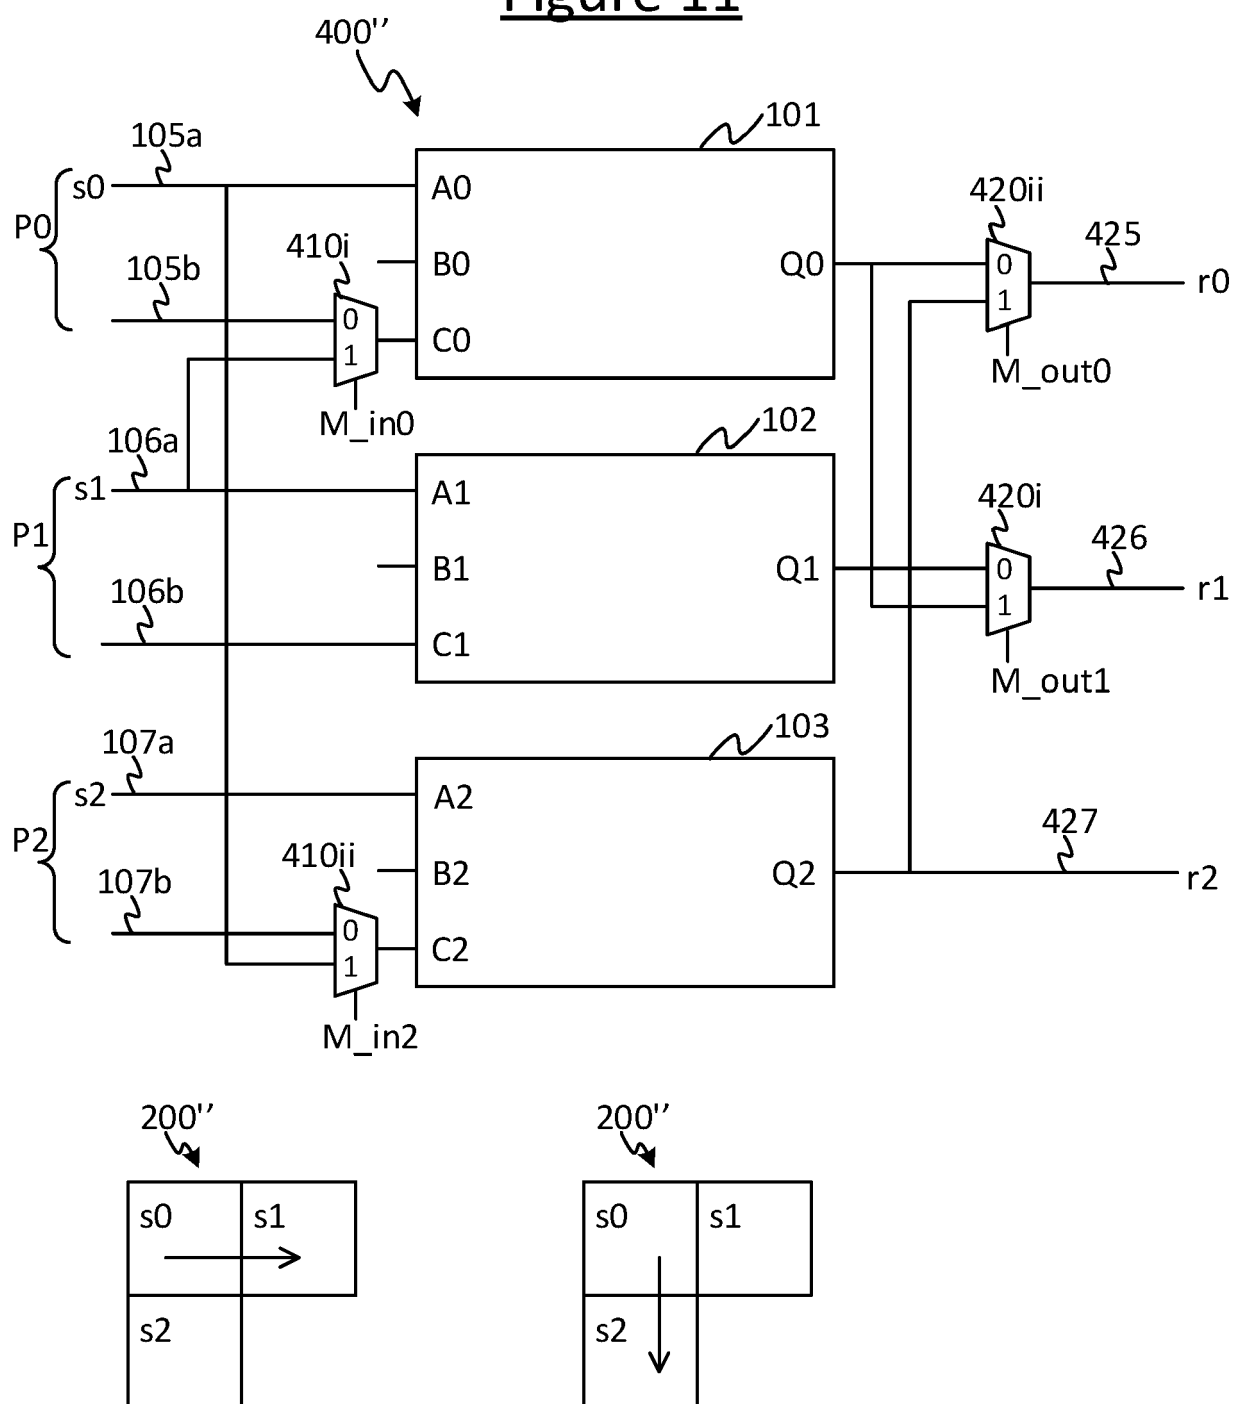 Figure 11
400''
101
105a
s0
A0
420ii
P0
425
410i
105b
B0
Q0
0
r0
0
1
C0
1
M_out0
M_in0
102
106a
s1
A1
420i
P1
426
B1
Q1
0
106b
r1
1
C1
M_out1
103
107a
s2
A2
P2
427
410ii
107b
B2
Q2
r2
0
C2
1
M_in2
200''
200''
s0
s1
s0
s1
s2
s2